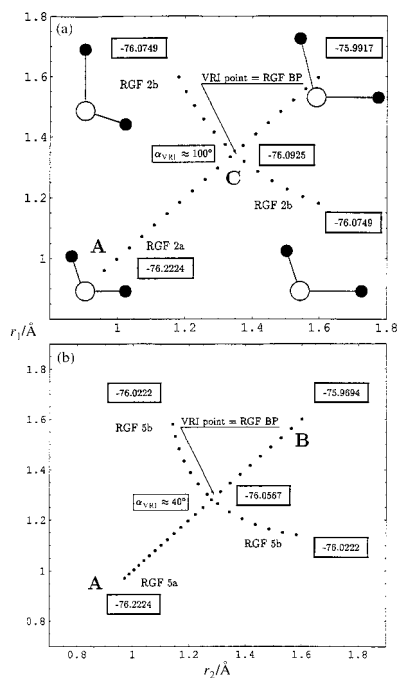 (a)
1.8
-76.0749
-75.9917
RGF 2b
VRI point = RGF BP
1.6
1.4
αVRI ≈ 100°
-76.0925
C
1.2
RGF 2b
-76.0749
A
RGF 2a
1
-76.2224
r1/Å
1 1.2 1.4 1.6 1.8
(b)
1.8
-76.0222
-75.9694
1.6
RGF 5b
VRI point = RGF BP
B
1.4
αVRI ≈ 40°
-76.0567
1.2
RGF 5b
-76.0222
1
A
RGF 5a
-76.2224
0.8
0.8 1 1.2 1.4 1.6 1.8
r2/Å